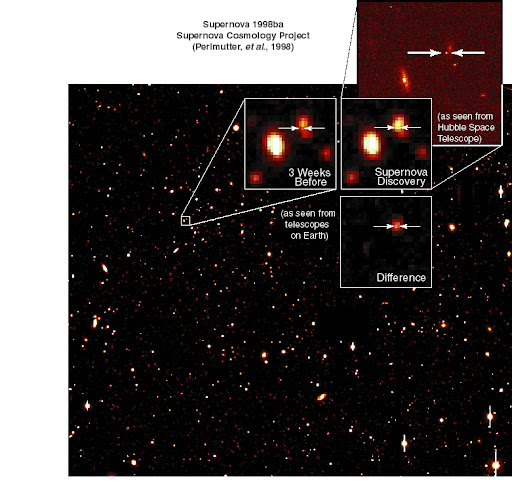 Supernova 1998ba
Supernova Cosmology Project
(Perlmutter, et al., 1998)
(as seen from
Hubble Space
Telescope)
3 Weeks
Before
Supernova
Discovery
(as seen from
telescopes
on Earth)
Difference